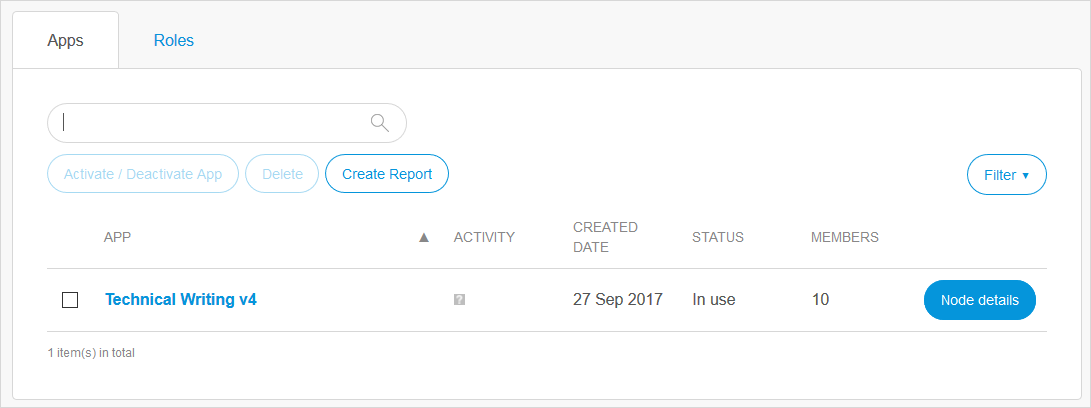 Apps Roles
Activate / Deactivate App Delete Create Report Filter ▼
APP ▲ ACTIVITY CREATED DATE STATUS MEMBERS
Technical Writing v4 ? 27 Sep 2017 In use 10 Node details
1 item(s) in total